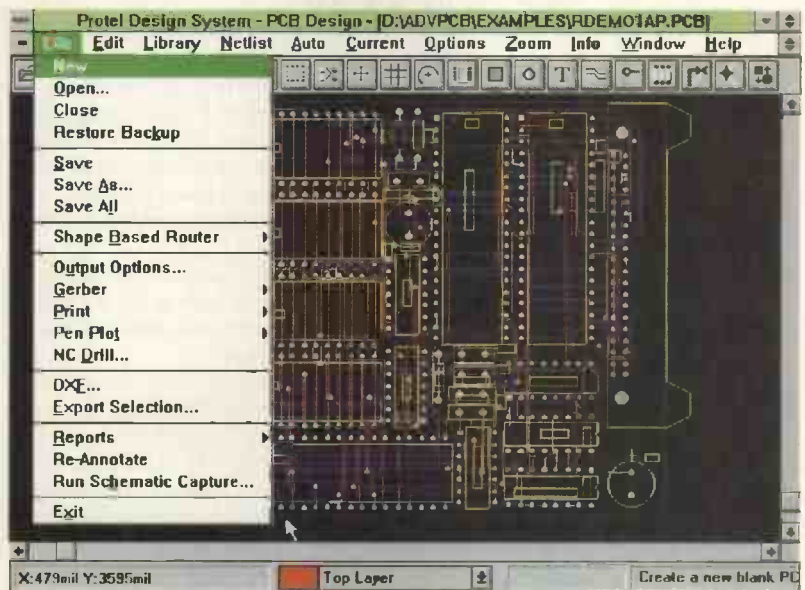 Protel Design System - PCB Design - [D:\ADVPCB\EXAMPLES\RDEMO1AP.PCB]
Edit Library Netlist Auto Current Options Zoom Info Window Help
T
New
Open...
Close
Restore Backup
Save
Save As...
Save All
Shape Based Router
Output Options...
Gerber
Print
Pen Plot
NC Drill...
DXF...
Export Selection...
Reports
Re-Annotate
Run Schematic Capture...
Exit
X:479mil Y:3595mil
Top Layer
Create a new blank PC